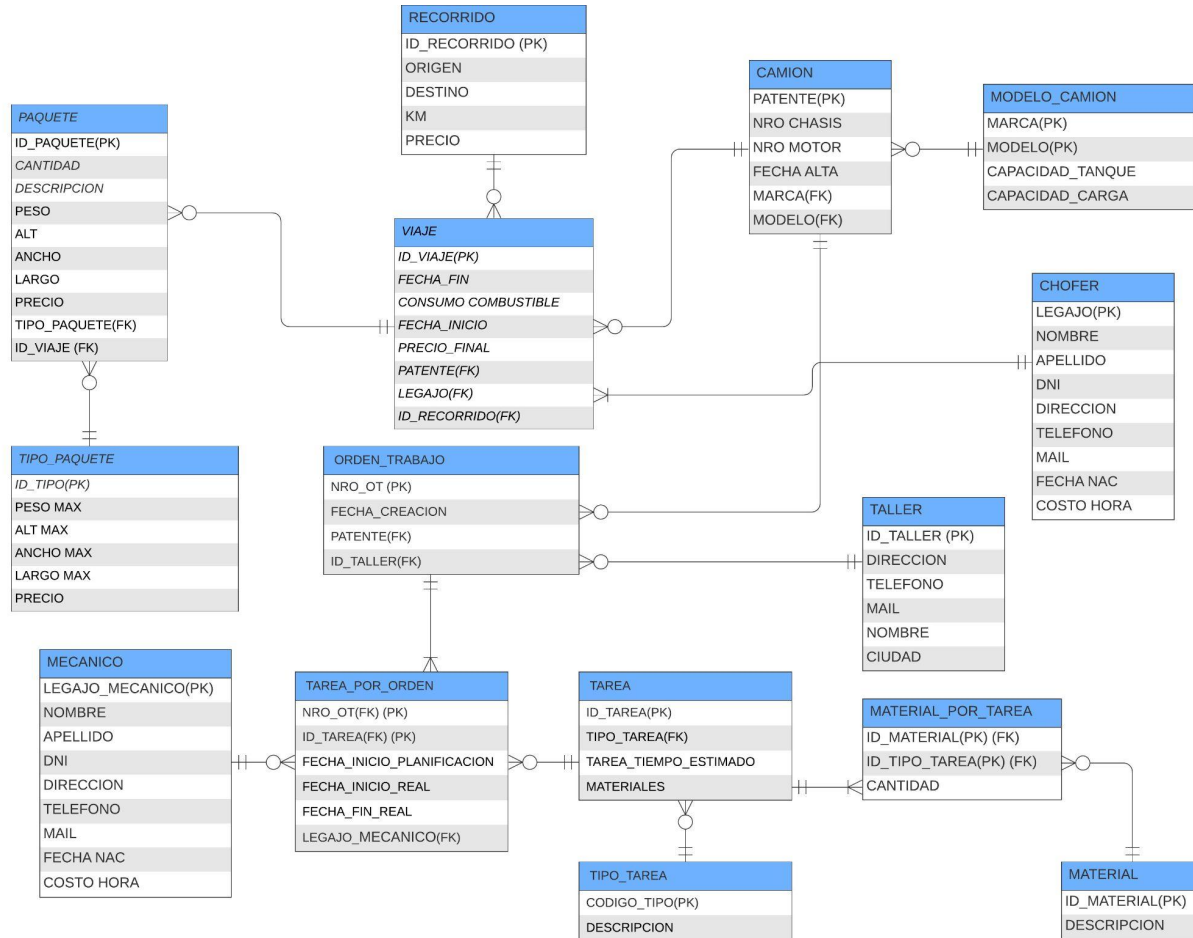 RECORRIDO
ID_RECORRIDO (PK)
ORIGEN
DESTINO
KM
PRECIO
CAMION
PATENTE(PK)
NRO CHASIS
NRO MOTOR
FECHA ALTA
MARCA(FK)
MODELO(FK)
MODELO_CAMION
MARCA(PK)
MODELO(PK)
CAPACIDAD_TANQUE
CAPACIDAD_CARGA
PAQUETE
ID_PAQUETE(PK)
CANTIDAD
DESCRIPCION
PESO
ALT
ANCHO
LARGO
PRECIO
TIPO_PAQUETE(FK)
ID_VIAJE (FK)
VIAJE
ID_VIAJE(PK)
FECHA_FIN
CONSUMO COMBUSTIBLE
FECHA_INICIO
PRECIO_FINAL
PATENTE(FK)
LEGAJO(FK)
ID_RECORRIDO(FK)
CHOFER
LEGAJO(PK)
NOMBRE
APELLIDO
DNI
DIRECCION
TELEFONO
MAIL
FECHA NAC
COSTO HORA
TIPO_PAQUETE
ID_TIPO(PK)
PESO MAX
ALT MAX
ANCHO MAX
LARGO MAX
PRECIO
ORDEN_TRABAJO
NRO_OT (PK)
FECHA_CREACION
PATENTE(FK)
ID_TALLER(FK)
TALLER
ID_TALLER (PK)
DIRECCION
TELEFONO
MAIL
NOMBRE
CIUDAD
MECANICO
LEGAJO_MECANICO(PK)
NOMBRE
APELLIDO
DNI
DIRECCION
TELEFONO
MAIL
FECHA NAC
COSTO HORA
TAREA_POR_ORDEN
NRO_OT(FK) (PK)
ID_TAREA(FK) (PK)
FECHA_INICIO_PLANIFICACION
FECHA_INICIO_REAL
FECHA_FIN_REAL
LEGAJO_MECANICO(FK)
TAREA
ID_TAREA(PK)
TIPO_TAREA(FK)
TAREA_TIEMPO_ESTIMADO
MATERIALES
MATERIAL_POR_TAREA
ID_MATERIAL(PK) (FK)
ID_TIPO_TAREA(PK) (FK)
CANTIDAD
TIPO_TAREA
CODIGO_TIPO(PK)
DESCRIPCION
MATERIAL
ID_MATERIAL(PK)
DESCRIPCION